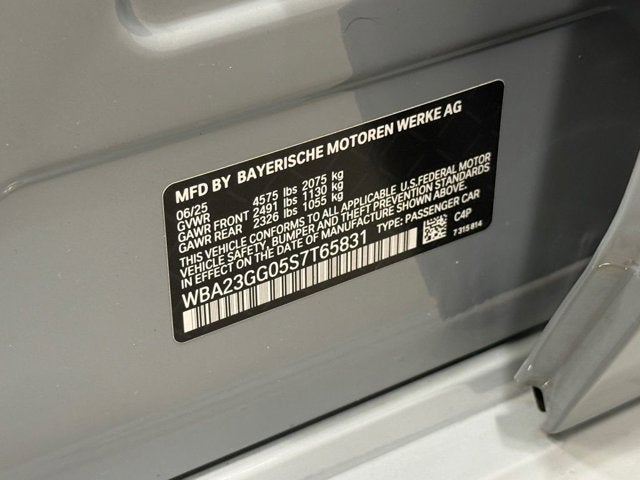 MFD BY BAYERISCHE MOTOREN WERKE AG
06/25
GVWR 4575 lbs 2075 kg
GAWR FRONT 2491 lbs 1130 kg
GAWR REAR 2326 lbs 1055 kg
THIS VEHICLE CONFORMS TO ALL APPLICABLE U.S.FEDERAL MOTOR
VEHICLE SAFETY, BUMPER AND THEFT PREVENTION STANDARDS
IN EFFECT ON THE DATE OF MANUFACTURE SHOWN ABOVE.
WBA23GG05S7T65831 TYPE: PASSENGER CAR
C4P
7 315 814